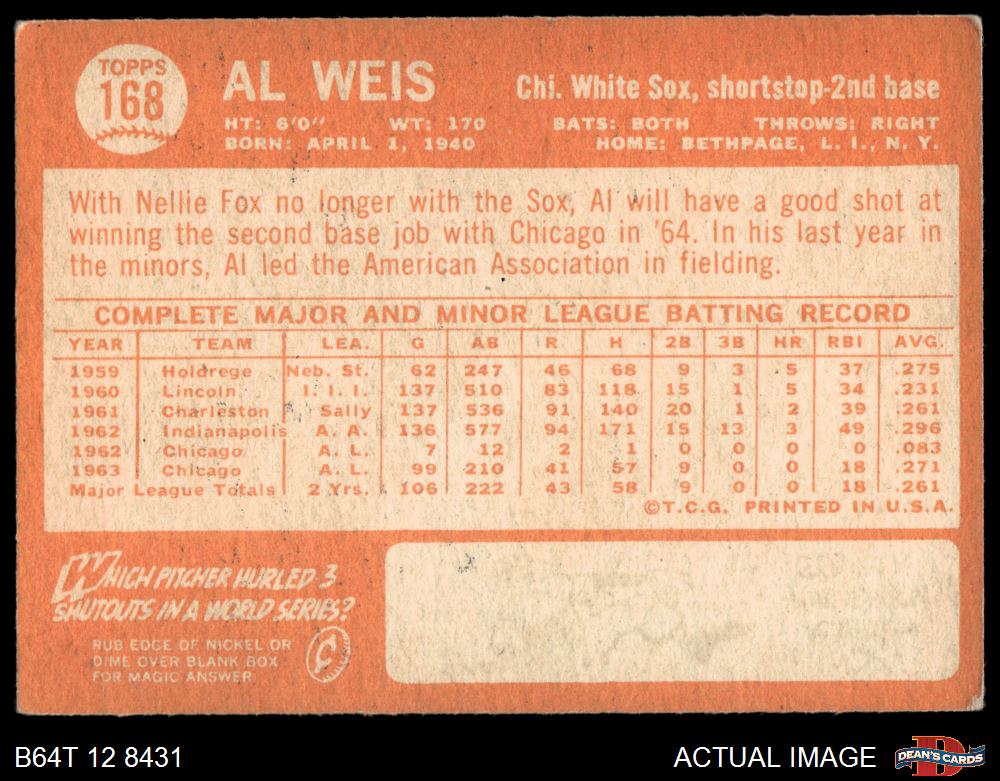 TOPPS
168
AL WEIS
Chi. White Sox, shortstop-2nd base
HT: 6'0" WT: 170 BATS: BOTH THROWS: RIGHT
BORN: APRIL 1, 1940 HOME: BETHPAGE, L. I., N. Y.
With Nellie Fox no longer with the Sox, Al will have a good shot at
winning the second base job with Chicago in '64. In his last year in
the minors, Al led the American Association in fielding.
COMPLETE MAJOR AND MINOR LEAGUE BATTING RECORD
YEAR TEAM LEA. G AB R H 2B 3B HR RBI AVG.
1959 Holdrege Neb. St. 62 247 46 68 9 3 5 37 .275
1960 Lincoln I. I. I. 137 510 83 118 15 1 5 34 .231
1961 Charleston Sally 137 536 91 140 20 1 2 39 .261
1962 Indianapolis A. A. 136 577 94 171 15 13 3 49 .296
1962 Chicago A. L. 7 12 2 1 0 0 0 0 .083
1963 Chicago A. L. 99 210 41 57 9 0 0 18 .271
Major League Totals 2 Yrs. 106 222 43 58 9 0 0 18 .261
©T.C.G. PRINTED IN U.S.A.
WHICH PITCHER HURLED 3
SHUTOUTS IN A WORLD SERIES?
RUB EDGE OF NICKEL OR
DIME OVER BLANK BOX
FOR MAGIC ANSWER
B64T 12 8431
ACTUAL IMAGE
DEAN'S CARDS